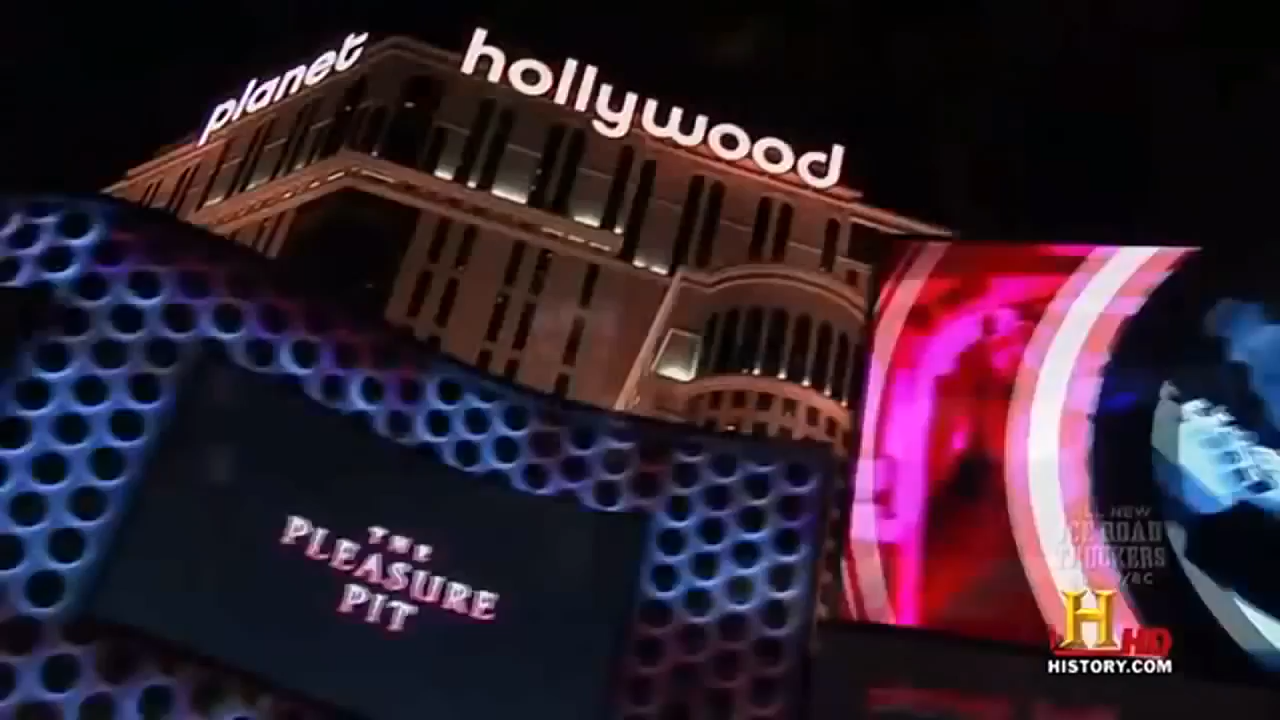 planet
hollywood
THE
PLEASURE
PIT
ALL NEW
ICE ROAD
TRUCKERS
H HD
HISTORY.COM